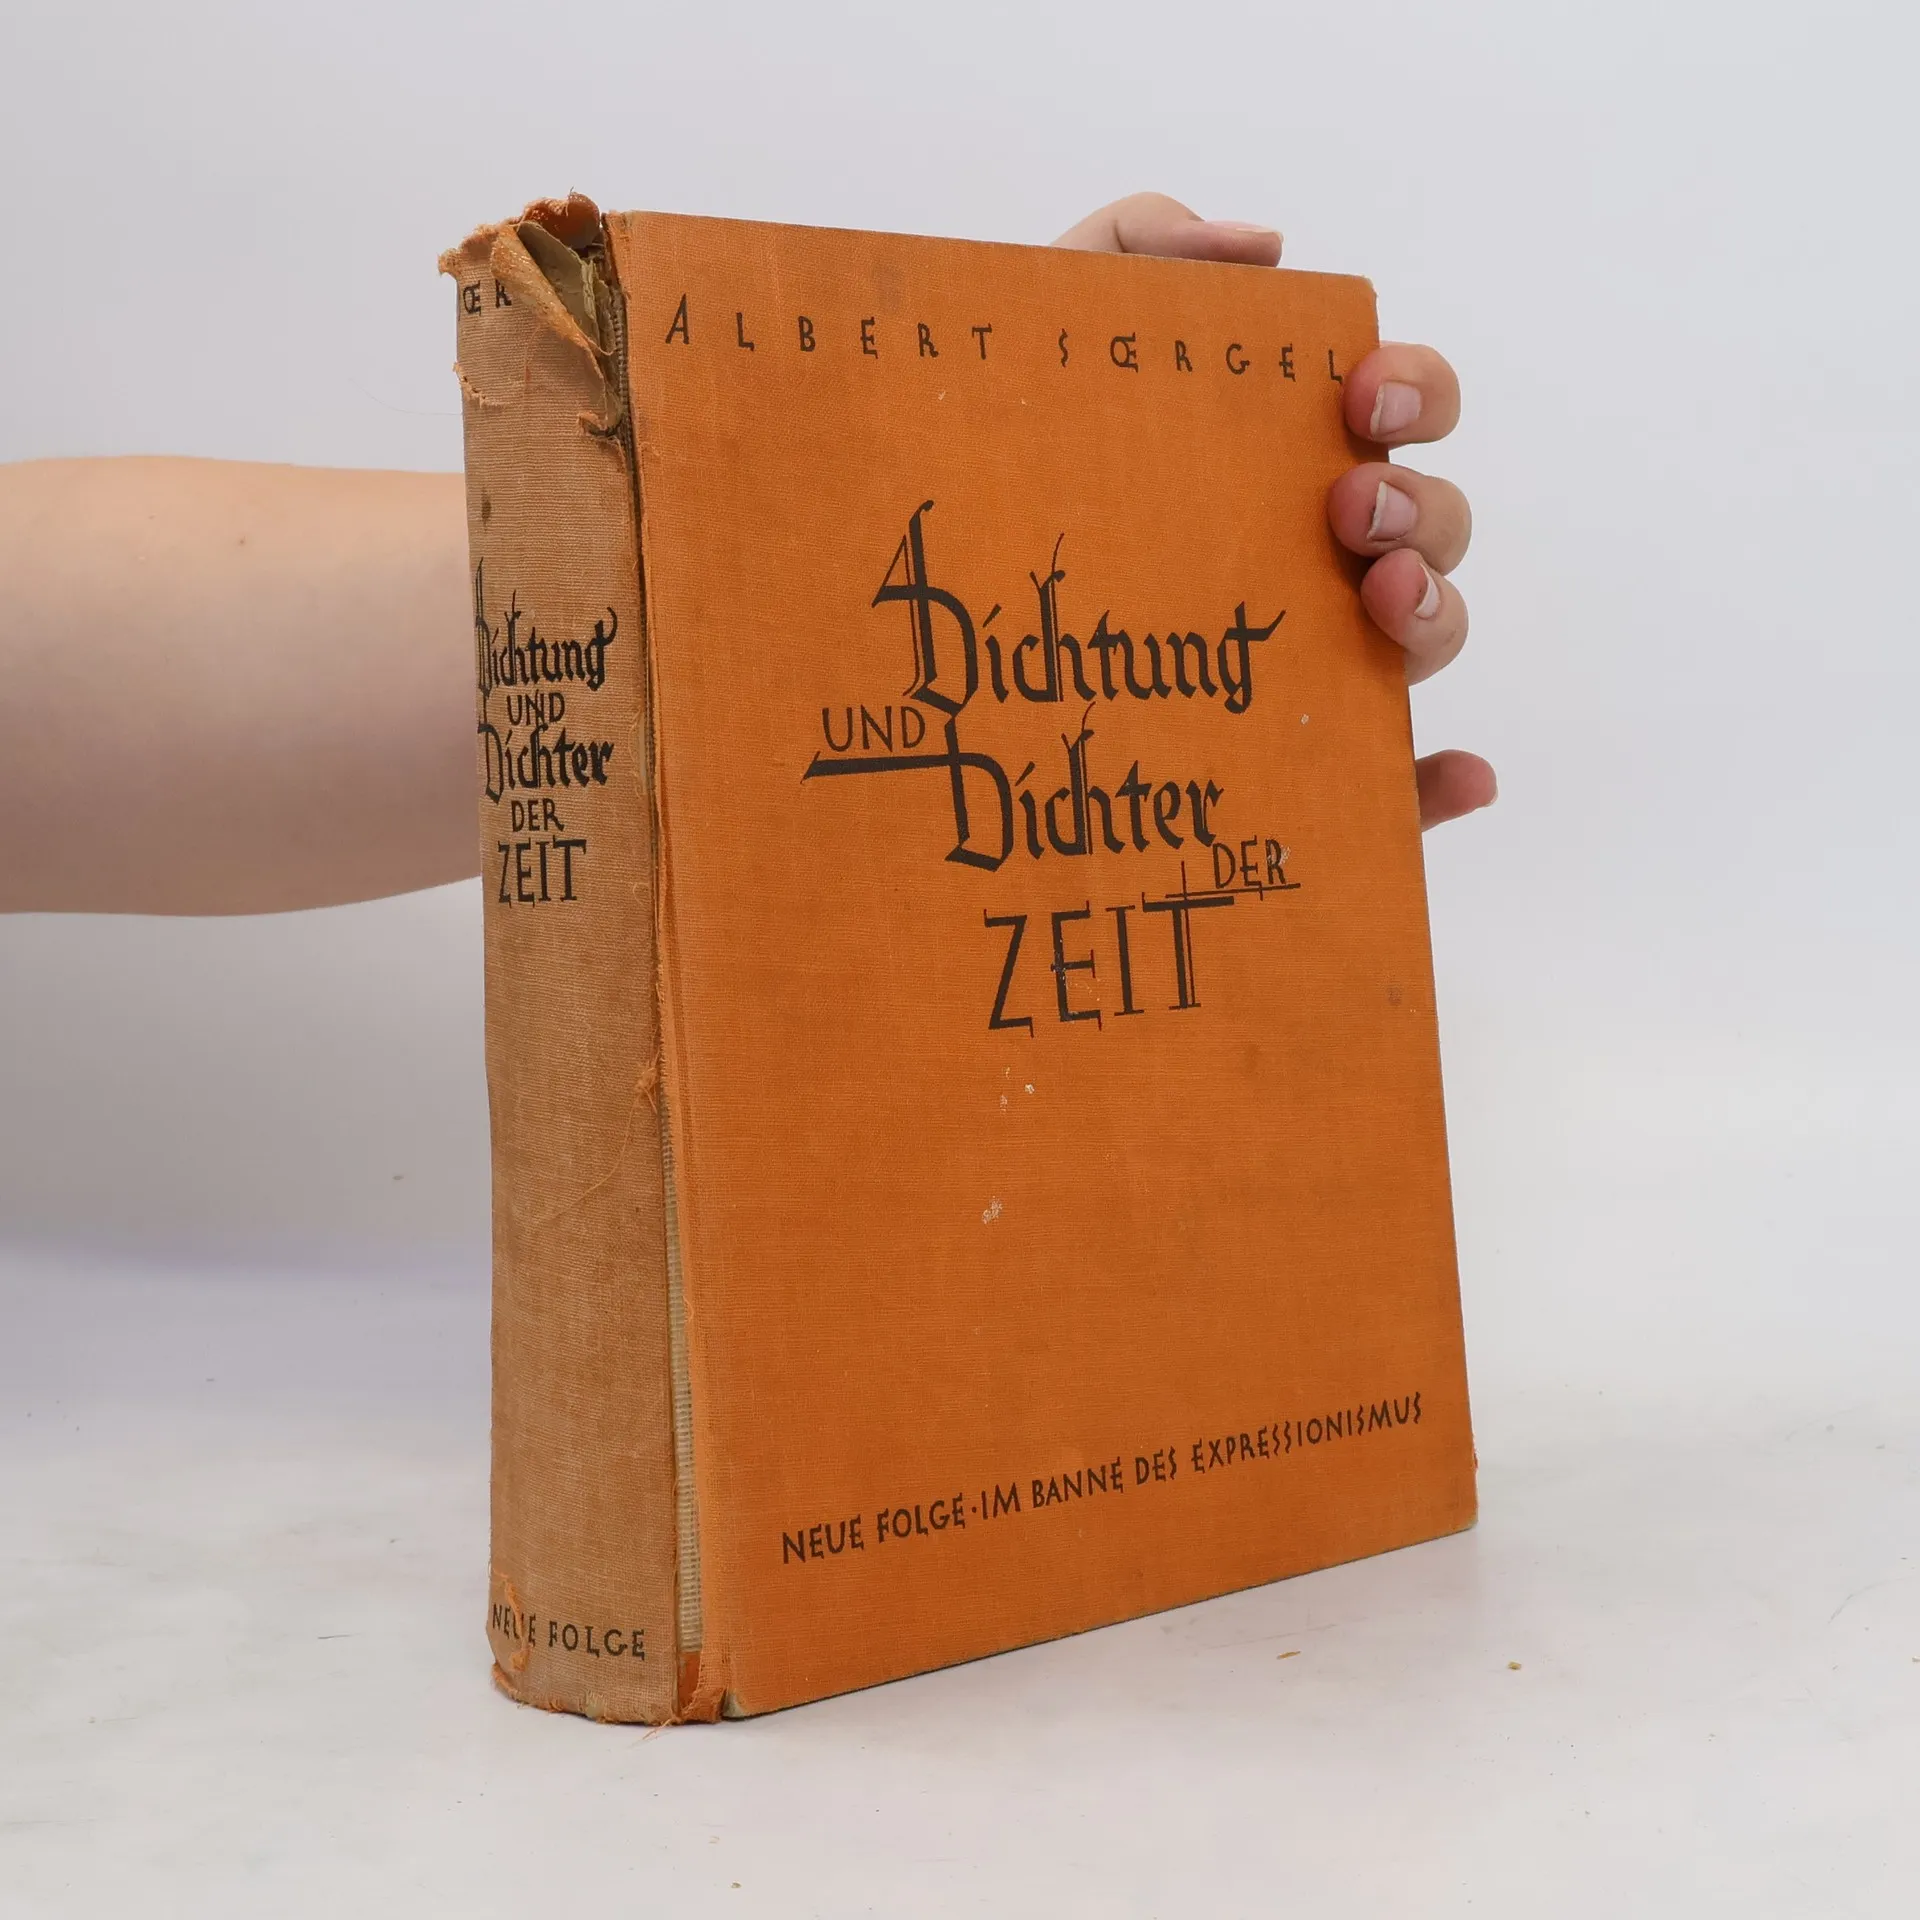 ALBERT SŒRGEL
Dichtung
UND
Dichter
DER
ZEIT
NEUE FOLGE·IM BANNE DES EXPRESSIONISMUS
Dichtung
UND
Dichter
DER
ZEIT
NEUE FOLGE